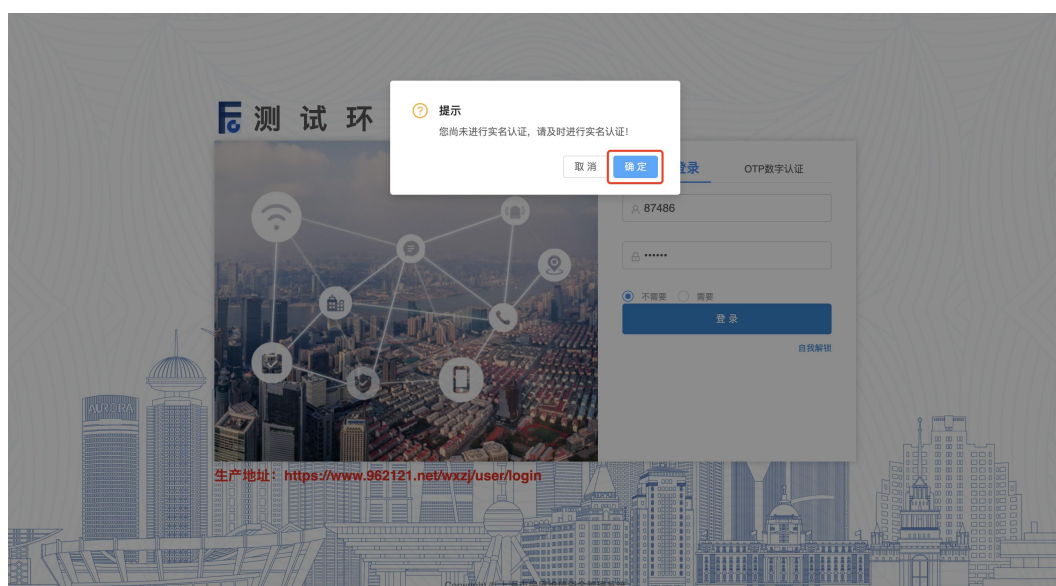 测 试 环
提示
您尚未进行实名认证，请及时进行实名认证!
取 消
确 定
登录
OTP数字认证
87486
••••••
不需要
需要
登 录
自我解锁
AURORA
生产地址：https://www.962121.net/wxzj/user/login